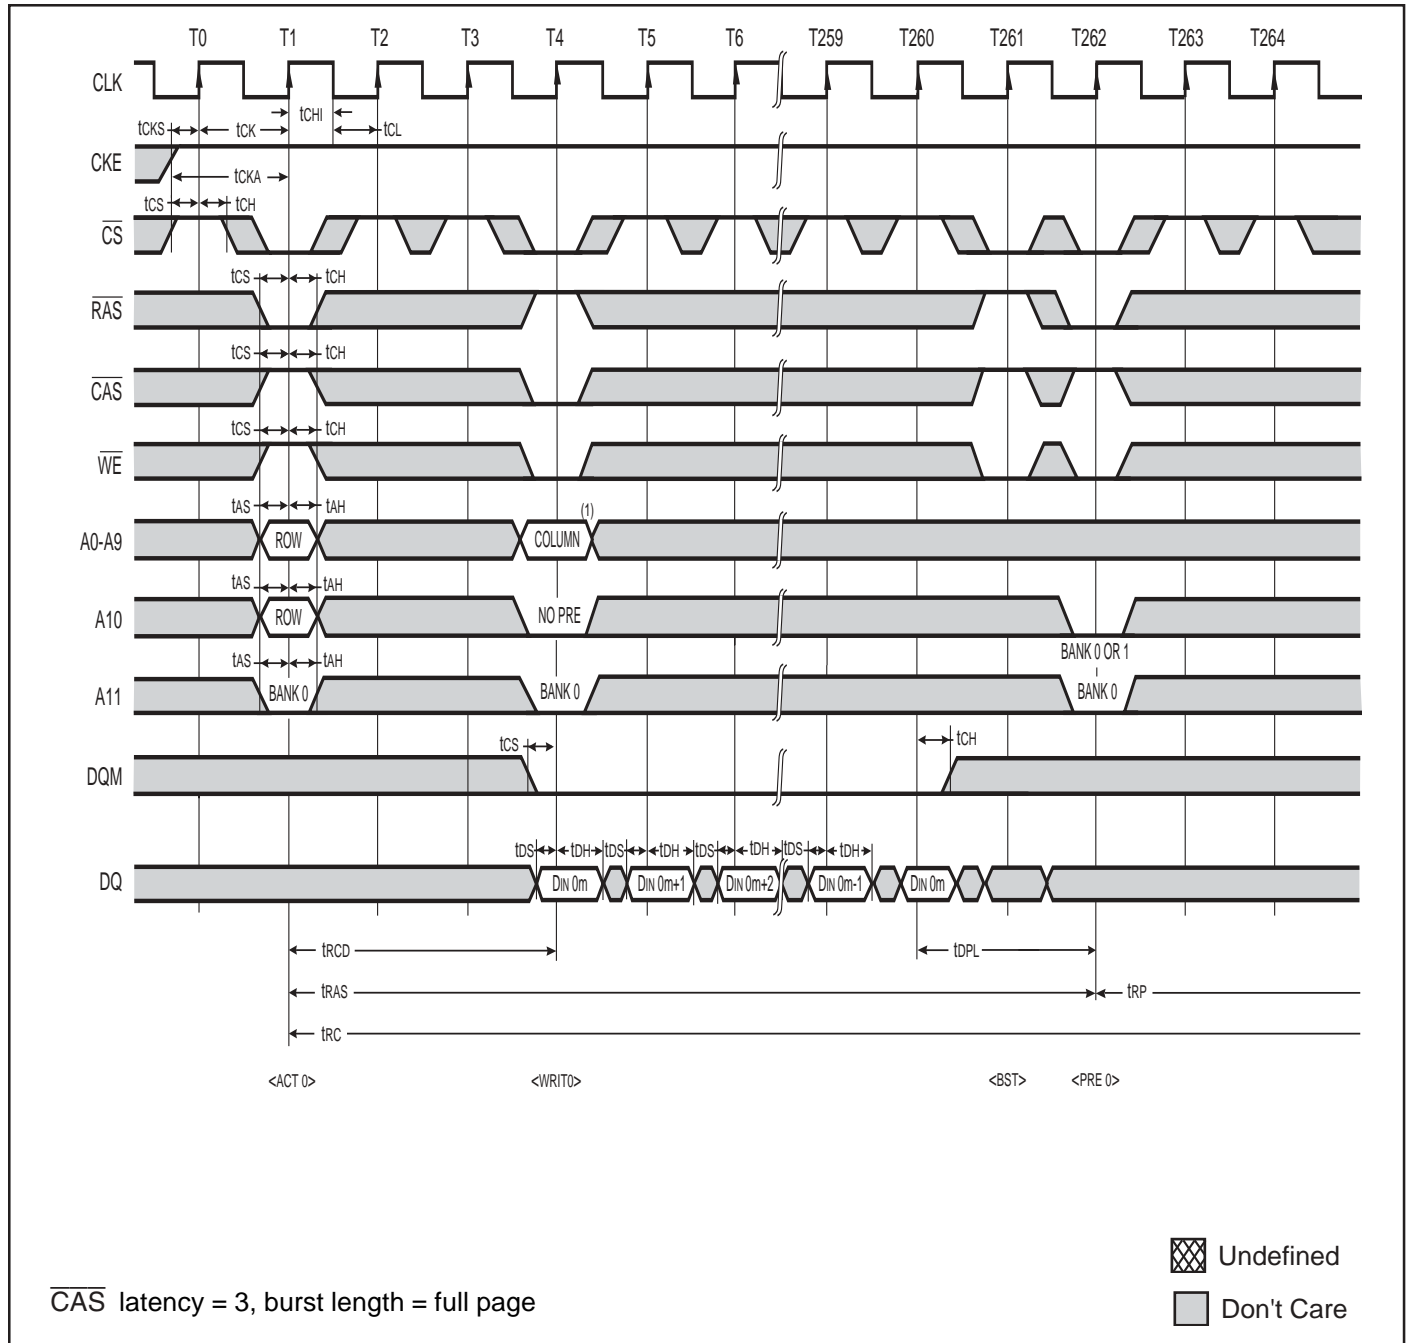 T0 T1 T2 T3 T4 T5 T6 T259 T260 T261 T262 T263 T264
CLK
tCHI
tCKS tCK tCL
CKE
tCKA
tCS tCH
CS
tCS tCH
RAS
tCS tCH
CAS
tCS tCH
WE
tAS tAH (1)
A0-A9 ROW COLUMN
tAS tAH
A10 ROW NO PRE
BANK 0 OR 1
tAS tAH
A11 BANK 0 BANK 0 BANK 0
tCS tCH
DQM
tDS tDH tDS tDH tDS tDH tDS tDH
DQ DIN 0m DIN 0m+1 DIN 0m+2 DIN 0m-1 DIN 0m
tRCD tDPL
tRAS tRP
tRC
<ACT 0> <WRIT0> <BST> <PRE 0>
Undefined
CAS latency = 3, burst length = full page
Don't Care